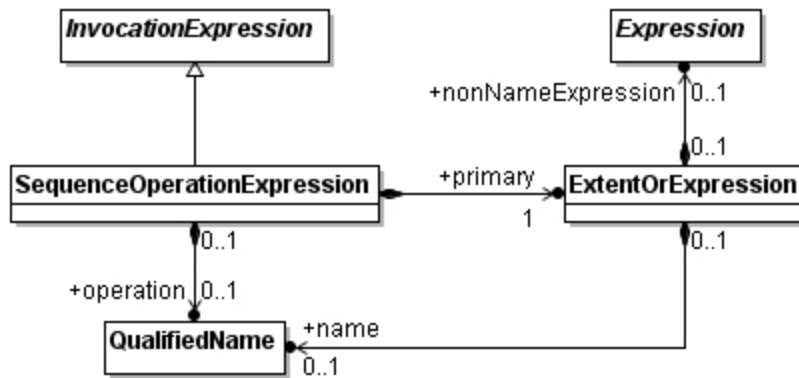 InvocationExpression
Expression
+nonNameExpression
0..1
0..1
SequenceOperationExpression
+primary
1
ExtentOrExpression
0..1
0..1
+operation
0..1
QualifiedName
+name
0..1